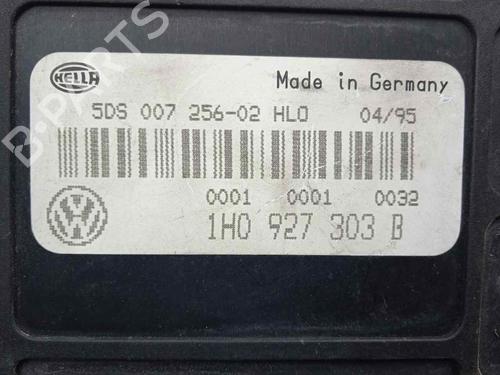 HELLA
Made in Germany
5DS 007 256-02 HLO 04/95
0001 0001 0032
1H0 927 303 B
B-PARTS